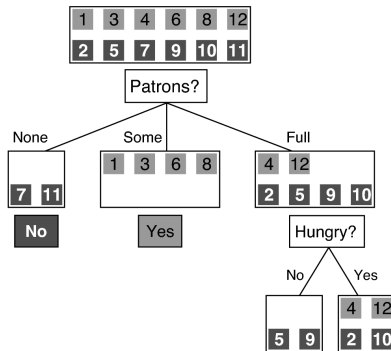 1 3 4 6 8 12
2 5 7 9 10 11
Patrons?
None Some Full
1 3 6 8 4 12
7 11 2 5 9 10
No Yes Hungry?
No Yes
4 12
5 9 2 10